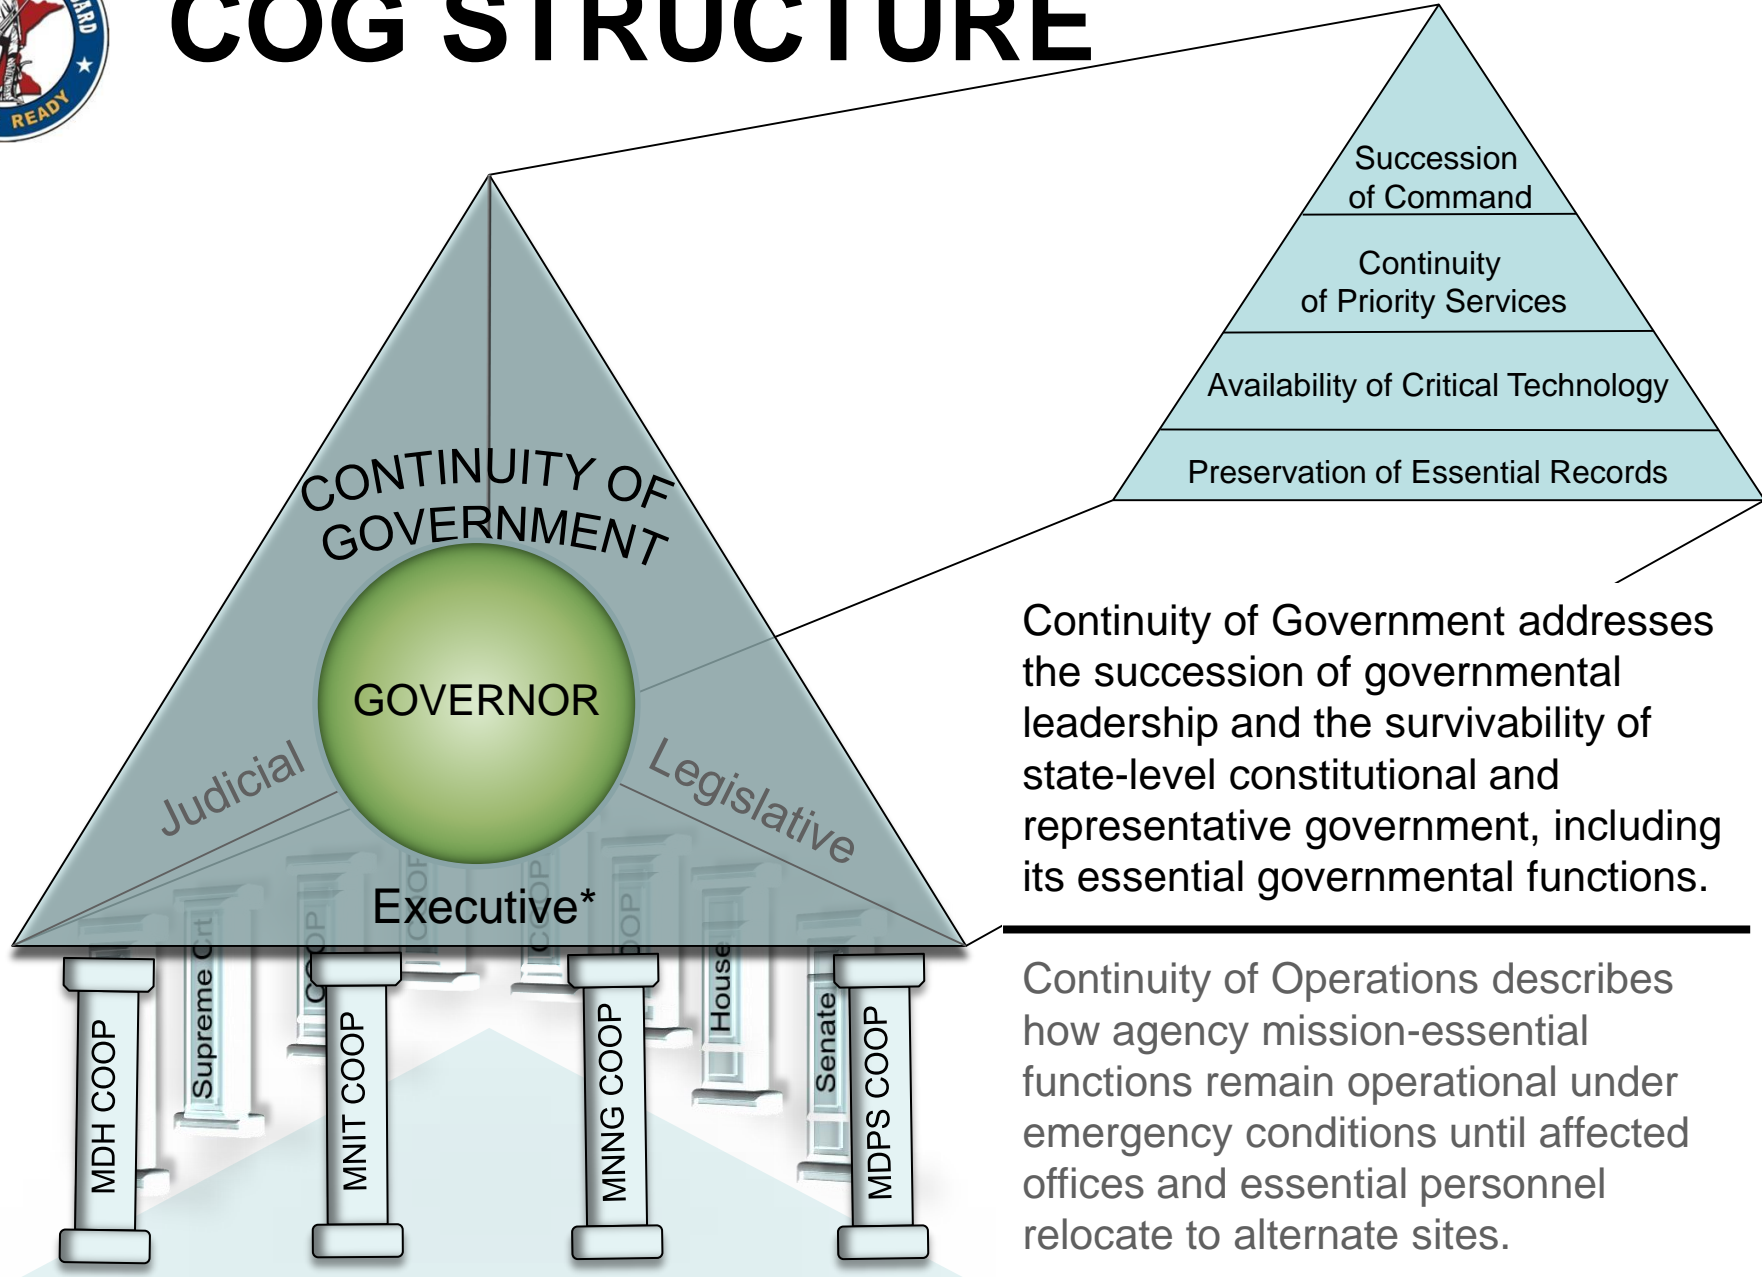 COG STRUCTURE
ARD
READY
Succession
of Command
Continuity
of Priority Services
Availability of Critical Technology
Preservation of Essential Records
CONTINUITY OF
GOVERNMENT
GOVERNOR
Judicial
Legislative
Executive*
Continuity of Government addresses
the succession of governmental
leadership and the survivability of
state-level constitutional and
representative government, including
its essential governmental functions.
Continuity of Operations describes
how agency mission-essential
functions remain operational under
emergency conditions until affected
offices and essential personnel
relocate to alternate sites.
MDH COOP
Supreme Crt
MNIT COOP
COOP
MNNG COOP
House
Senate
MDPS COOP